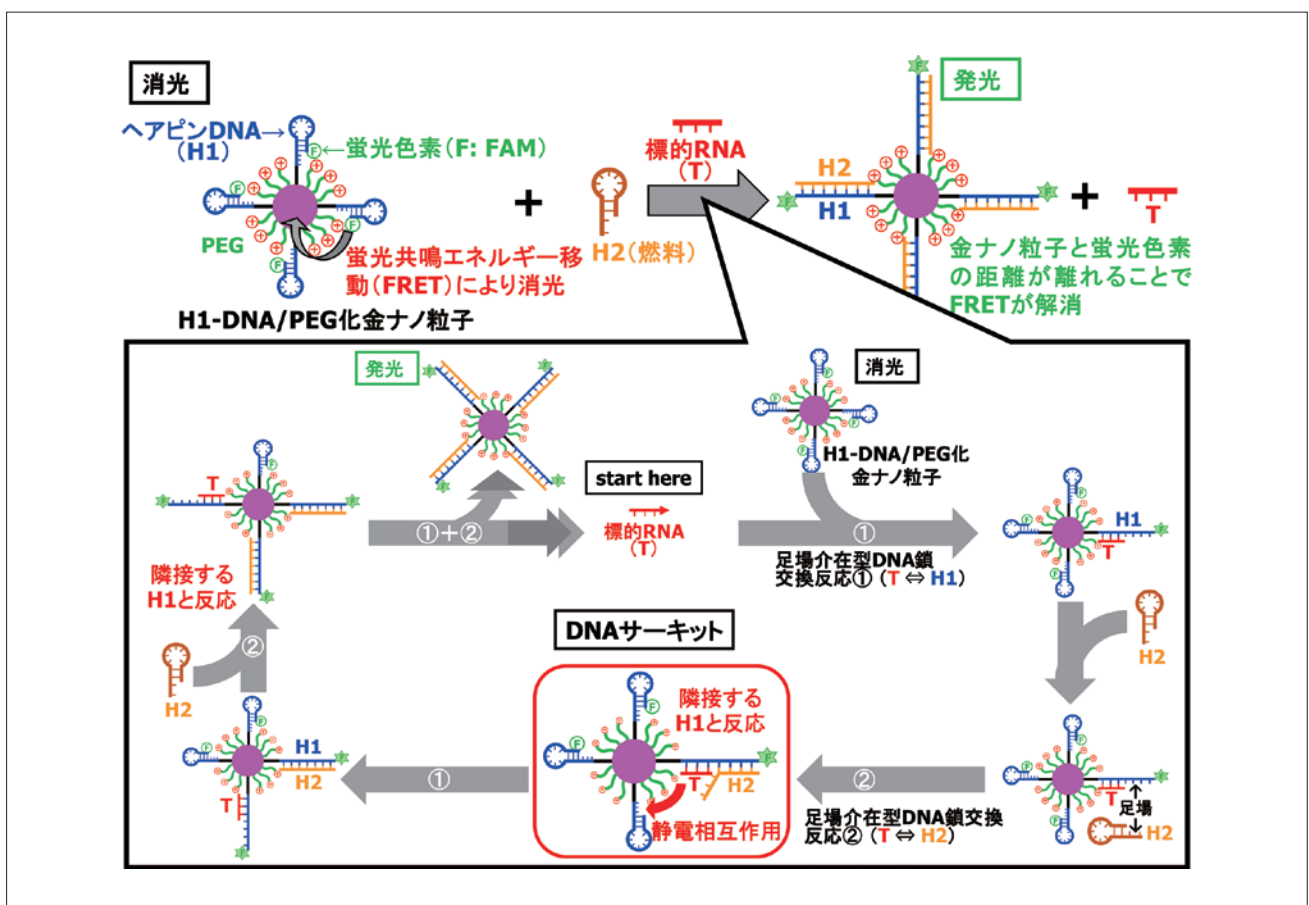 消光
ヘアピンDNA→
(H1)
←蛍光色素(F: FAM)
F
F
F
F
PEG
蛍光共鳴エネルギー移
動(FRET)により消光
H1-DNA/PEG化金ナノ粒子
+
H2(燃料)
標的RNA
(T)
発光
F
F
F
H2
H1
+
T
金ナノ粒子と蛍光色素
の距離が離れることで
FRETが解消
発光
消光
H1-DNA/PEG化
金ナノ粒子
start here
標的RNA
(T)
①
足場介在型DNA鎖
交換反応① (T ⇔ H1)
H1
T
H2
T
↑
足場
↓
H2
②
足場介在型DNA鎖交換
反応② (T ⇔ H2)
DNAサーキット
隣接する
H1と反応
T
H2
静電相互作用
①
H1
H2
T
H2
②
隣接する
H1と反応
T
①+②